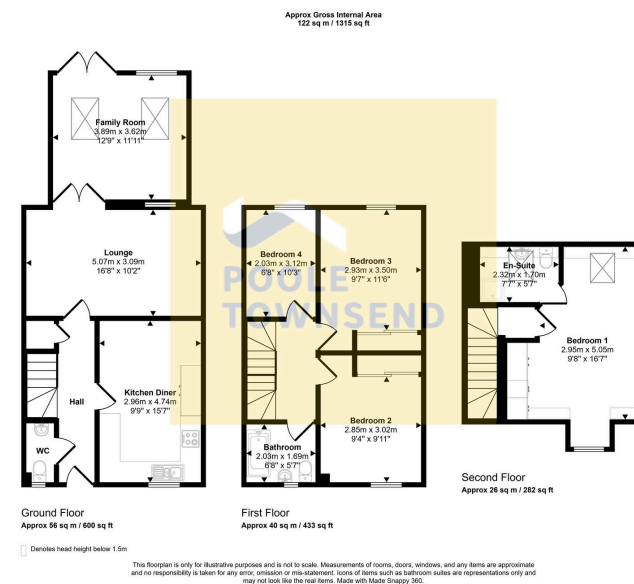 Approx Gross Internal Area
122 sq m / 1315 sq ft
Family Room
3.89m x 3.62m
12'9" x 11'11"
Lounge
5.07m x 3.09m
16'8" x 10'2"
Hall
Kitchen Diner
2.96m x 4.74m
9'9" x 15'7"
WC
Ground Floor
Approx 56 sq m / 600 sq ft
Bedroom 4
2.03m x 3.12m
6'8" x 10'3"
Bedroom 3
2.93m x 3.50m
9'7" x 11'6"
POOLE
TOWNSEND
Bedroom 2
2.85m x 3.02m
9'4" x 9'11"
Bathroom
2.03m x 1.69m
6'8" x 5'7"
First Floor
Approx 40 sq m / 433 sq ft
En-Suite
2.32m x 1.70m
7'7" x 5'7"
Bedroom 1
2.95m x 5.05m
9'8" x 16'7"
Second Floor
Approx 26 sq m / 282 sq ft
Denotes head height below 1.5m
This floorplan is only for illustrative purposes and is not to scale. Measurements of rooms, doors, windows, and any items are approximate
and no responsibility is taken for any error, omission or mis-statement. Icons of items such as bathroom suites are representations only and
may not look like the real items. Made with Made Snappy 360.